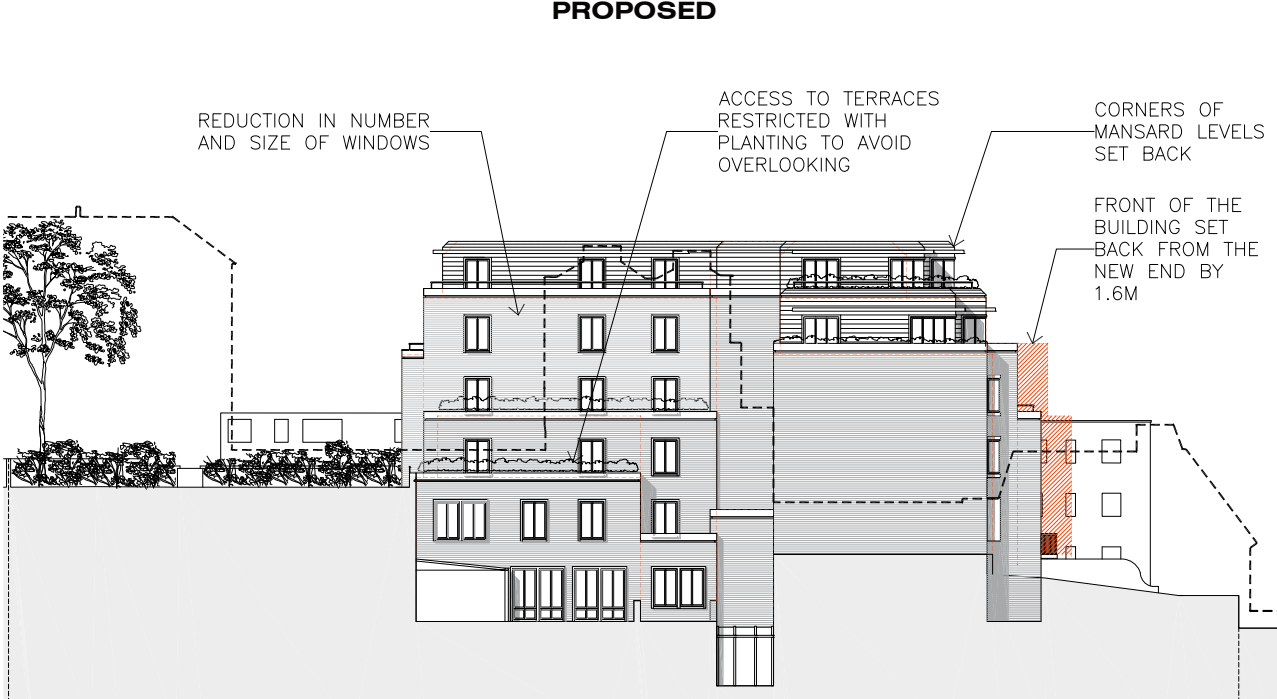 PROPOSED
REDUCTION IN NUMBER
AND SIZE OF WINDOWS
ACCESS TO TERRACES
RESTRICTED WITH
PLANTING TO AVOID
OVERLOOKING
CORNERS OF
MANSARD LEVELS
SET BACK
FRONT OF THE
BUILDING SET
BACK FROM THE
NEW END BY
1.6M